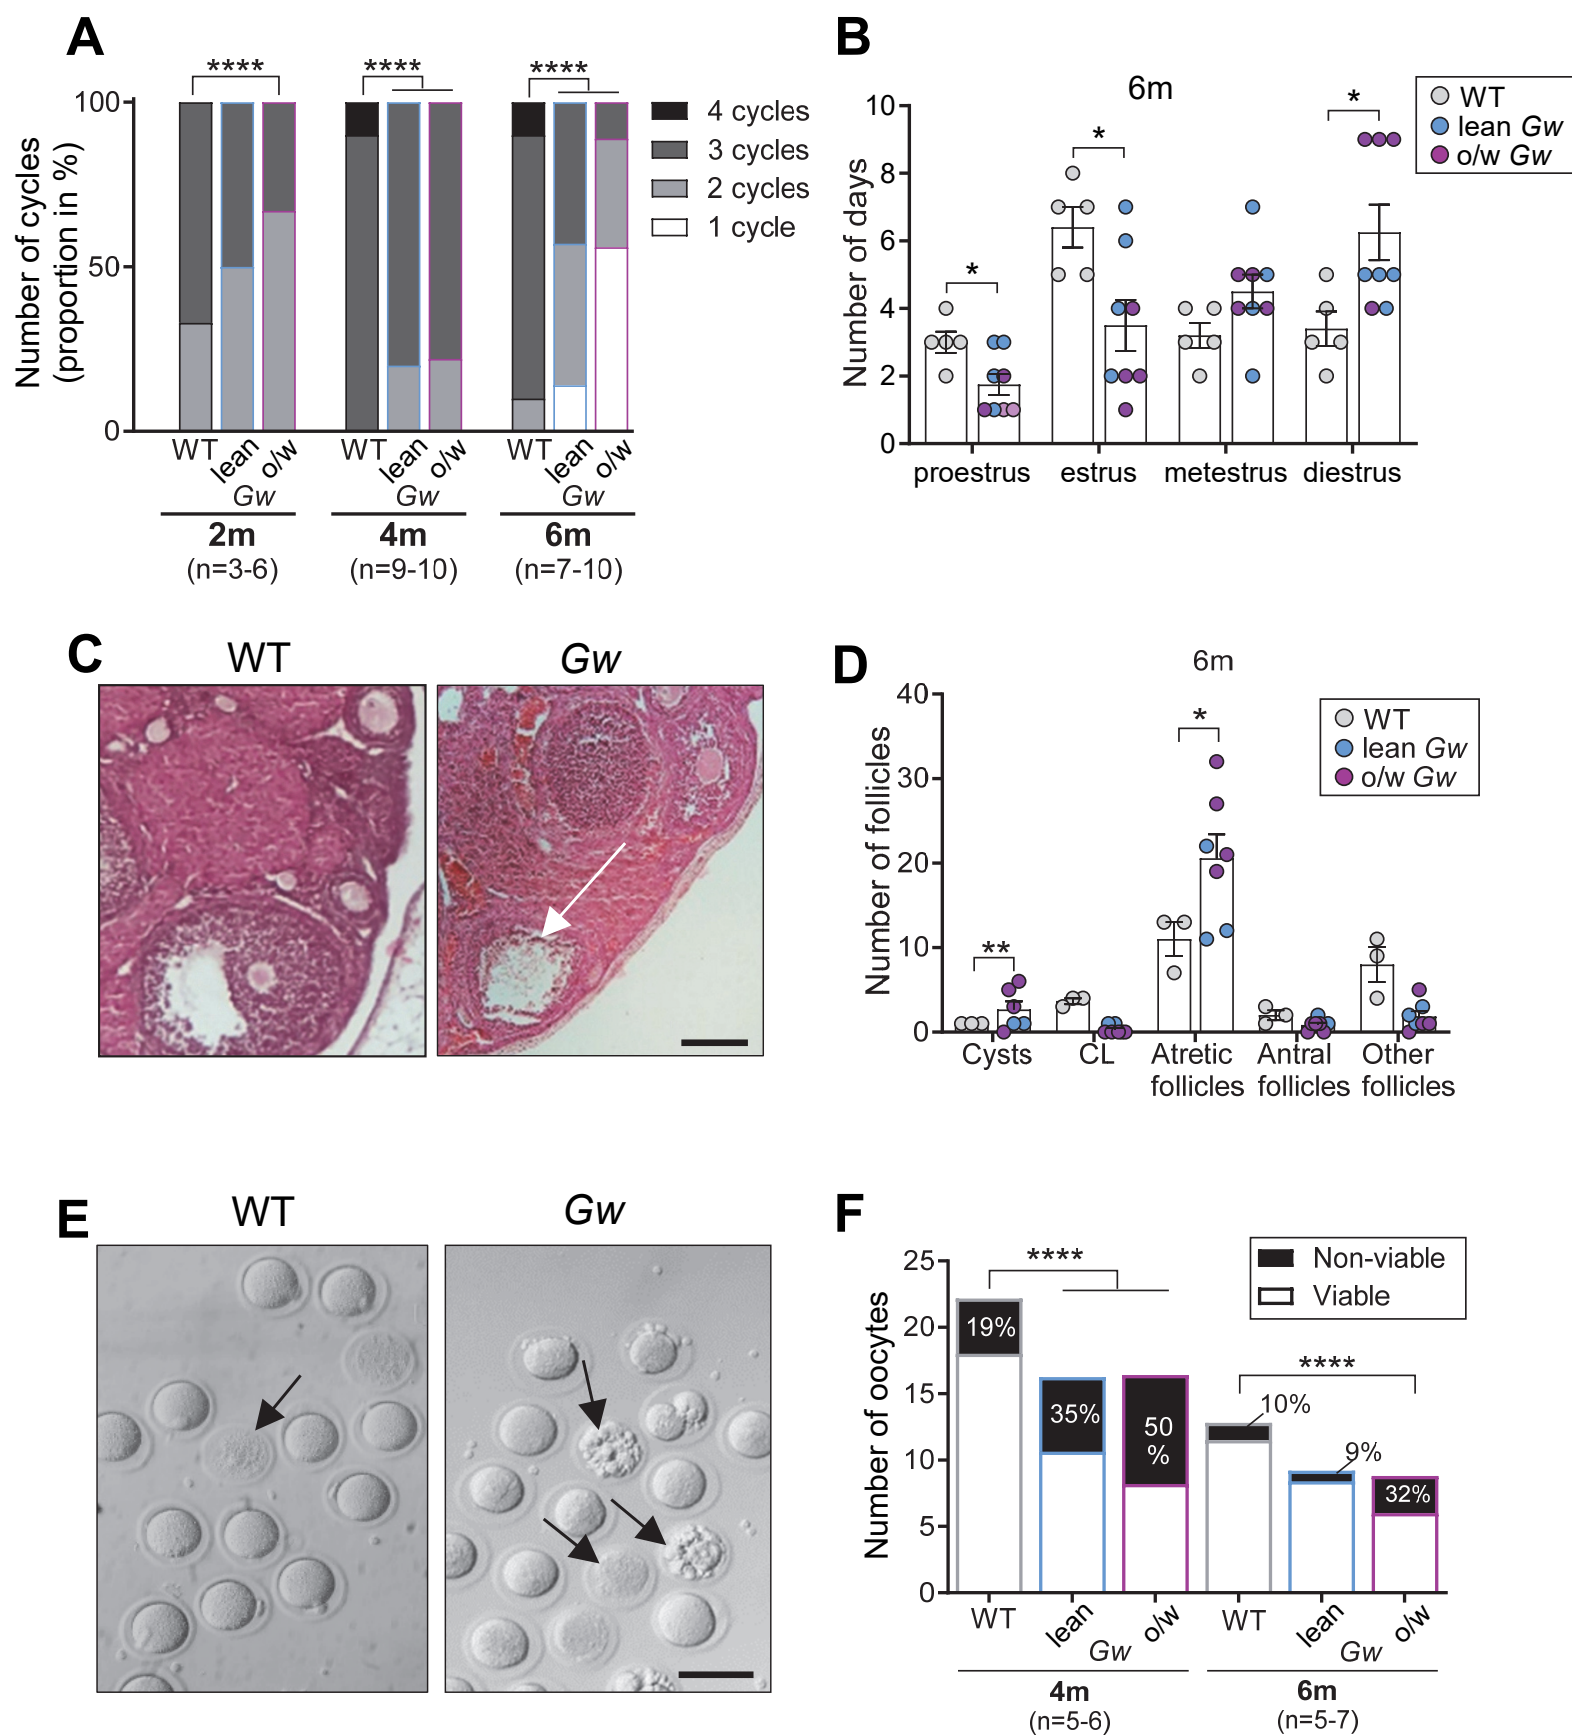 A
Number of cycles
(proportion in %)
100
50
0
****
****
****
4 cycles
3 cycles
2 cycles
1 cycle
WT lean o/w
Gw
WT lean o/w
Gw
WT lean o/w
Gw
2m
4m
6m
(n=3-6)
(n=9-10)
(n=7-10)
B
6m
Number of days
10
8
6
4
2
0
*
*
*
WT
lean Gw
o/w Gw
proestrus
estrus
metestrus
diestrus
C
WT
Gw
D
6m
Number of follicles
40
30
20
10
0
**
*
WT
lean Gw
o/w Gw
Cysts
CL
Atretic
follicles
Antral
follicles
Other
follicles
E
WT
Gw
F
Number of oocytes
25
20
15
10
5
0
****
****
Non-viable
Viable
19%
35%
50
%
10%
9%
32%
WT lean o/w
Gw
WT lean o/w
Gw
4m
6m
(n=5-6)
(n=5-7)